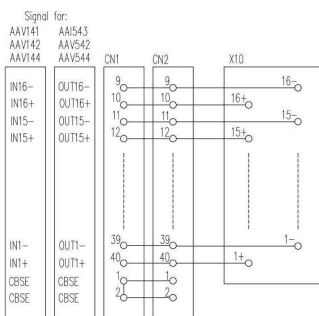 Signal for:
AAV141 AAI543
AAV142 AAV542
AAV144 AAV544 CN1 CN2 X10
IN16- OUT16- 9 9 16-
IN16+ OUT16+ 10 10 16+
IN15- OUT15- 11 11 15-
IN15+ OUT15+ 12 12 15+
IN1- OUT1- 39 39 1-
IN1+ OUT1+ 40 40 1+
CBSE CBSE 1 1
CBSE CBSE 2 2